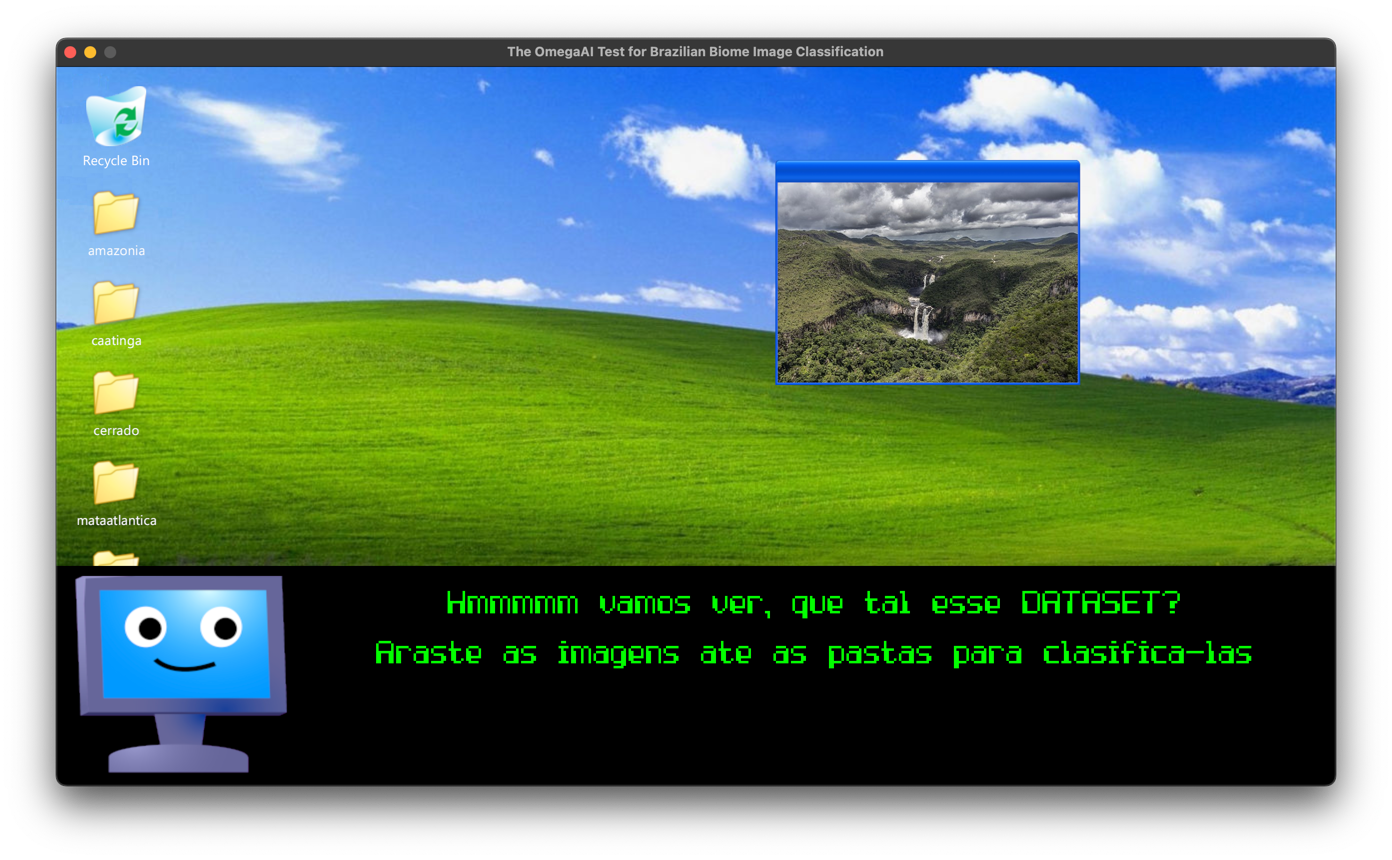 The OmegaAI Test for Brazilian Biome Image Classification
Recycle Bin
amazonia
caatinga
cerrado
mataatlantica
Hmmmmm vamos ver, que tal esse DATASET?
Araste as imagens ate as pastas para clasifica-las